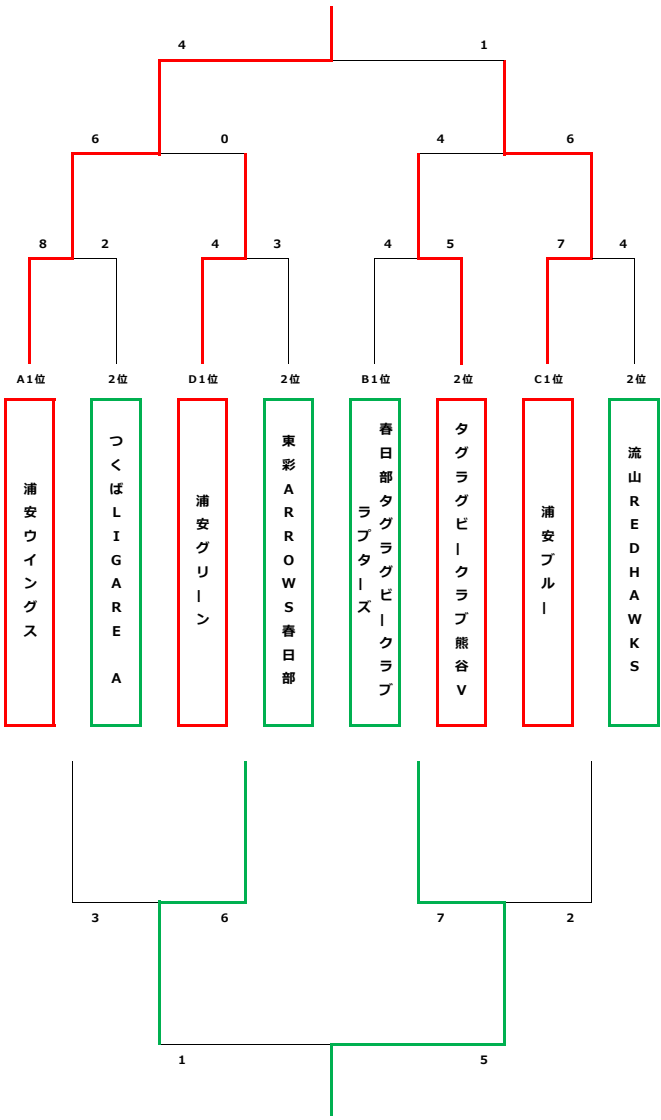 4 1
6 0 4 6
8 2 4 3 4 5 7 4
A1位 2位 D1位 2位 B1位 2位 C1位 2位
浦安ウイングス
つくばLIGARE A
浦安グリーン
東彩ARROWS春日部
春日部タグラグビークラブ
ラプターズ
タグラグビークラブ熊谷V
浦安ブルー
流山REDHAWKS
3 6 7 2
1 5